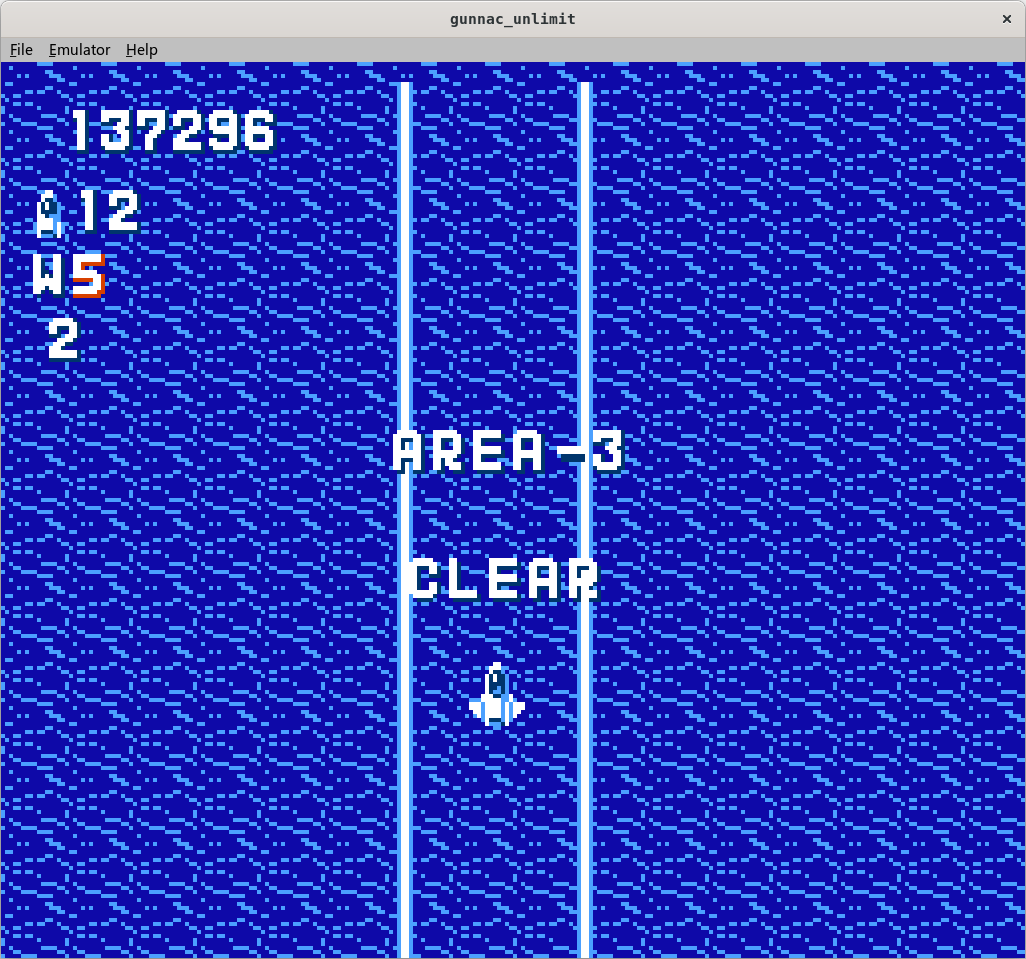 gunnac_unlimit ×
File Emulator Help
137296
12
W5
2
AREA-3
CLEAR